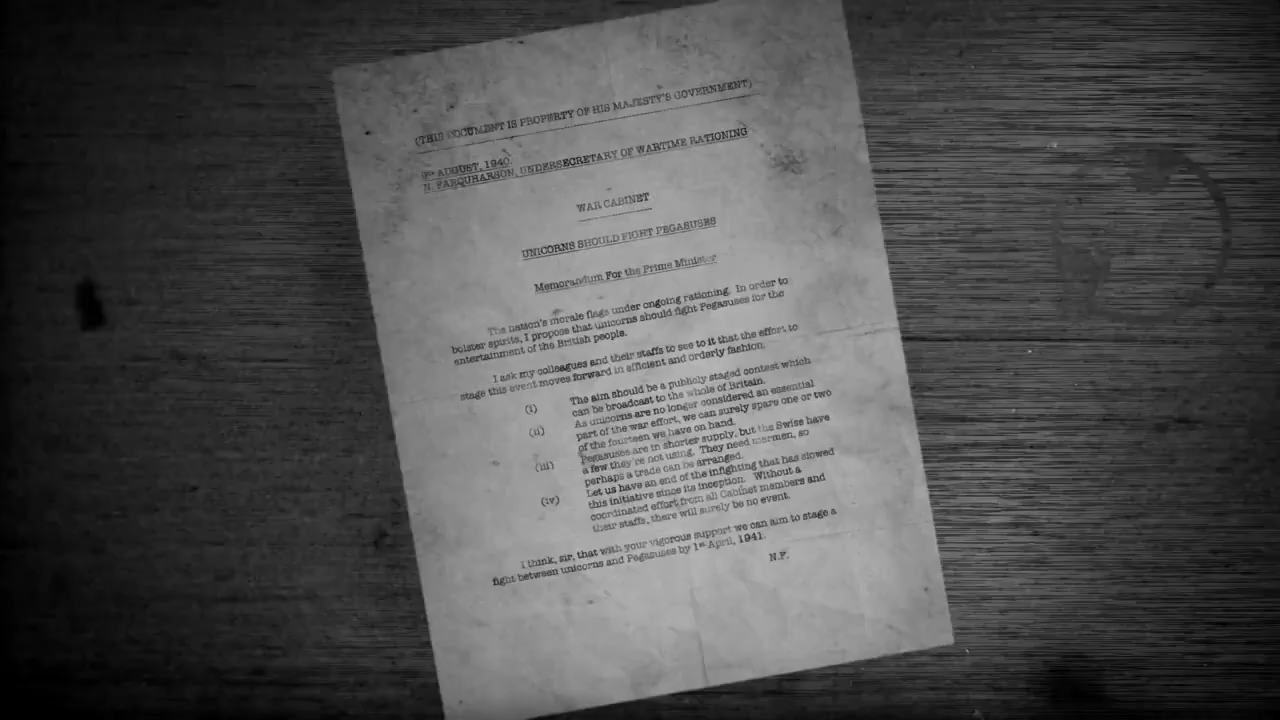 (THIS DOCUMENT IS PROPERTY OF HIS MAJESTY'S GOVERNMENT)
AUGUST, 1940.
N. FARQUHARSON, UNDERSECRETARY OF WARTIME RATIONING
WAR CABINET
UNICORNS SHOULD FIGHT PEGASUSES
Memorandum For the Prime Minister
The nation's morale flags under ongoing rationing. In order to
bolster spirits, I propose that unicorns should fight Pegasuses for the
entertainment of the British people.
I ask my colleagues and their staffs to see to it that the effort to
stage this event moves forward in efficient and orderly fashion.
(i) The aim should be a publicly staged contest which
can be broadcast to the whole of Britain.
(ii) As unicorns are no longer considered an essential
part of the war effort, we can surely spare one or two
of the fourteen we have on hand.
(iii) Pegasuses are in shorter supply, but the Swiss have
a few they're not using. They need mermen, so
perhaps a trade can be arranged.
(iv) Let us have an end of the infighting that has slowed
this initiative since its inception. Without a
coordinated effort from all Cabinet members and
their staffs, there will surely be no event.
I think, sir, that with your vigorous support we can aim to stage a
fight between unicorns and Pegasuses by 1st April, 1941.
N.F.